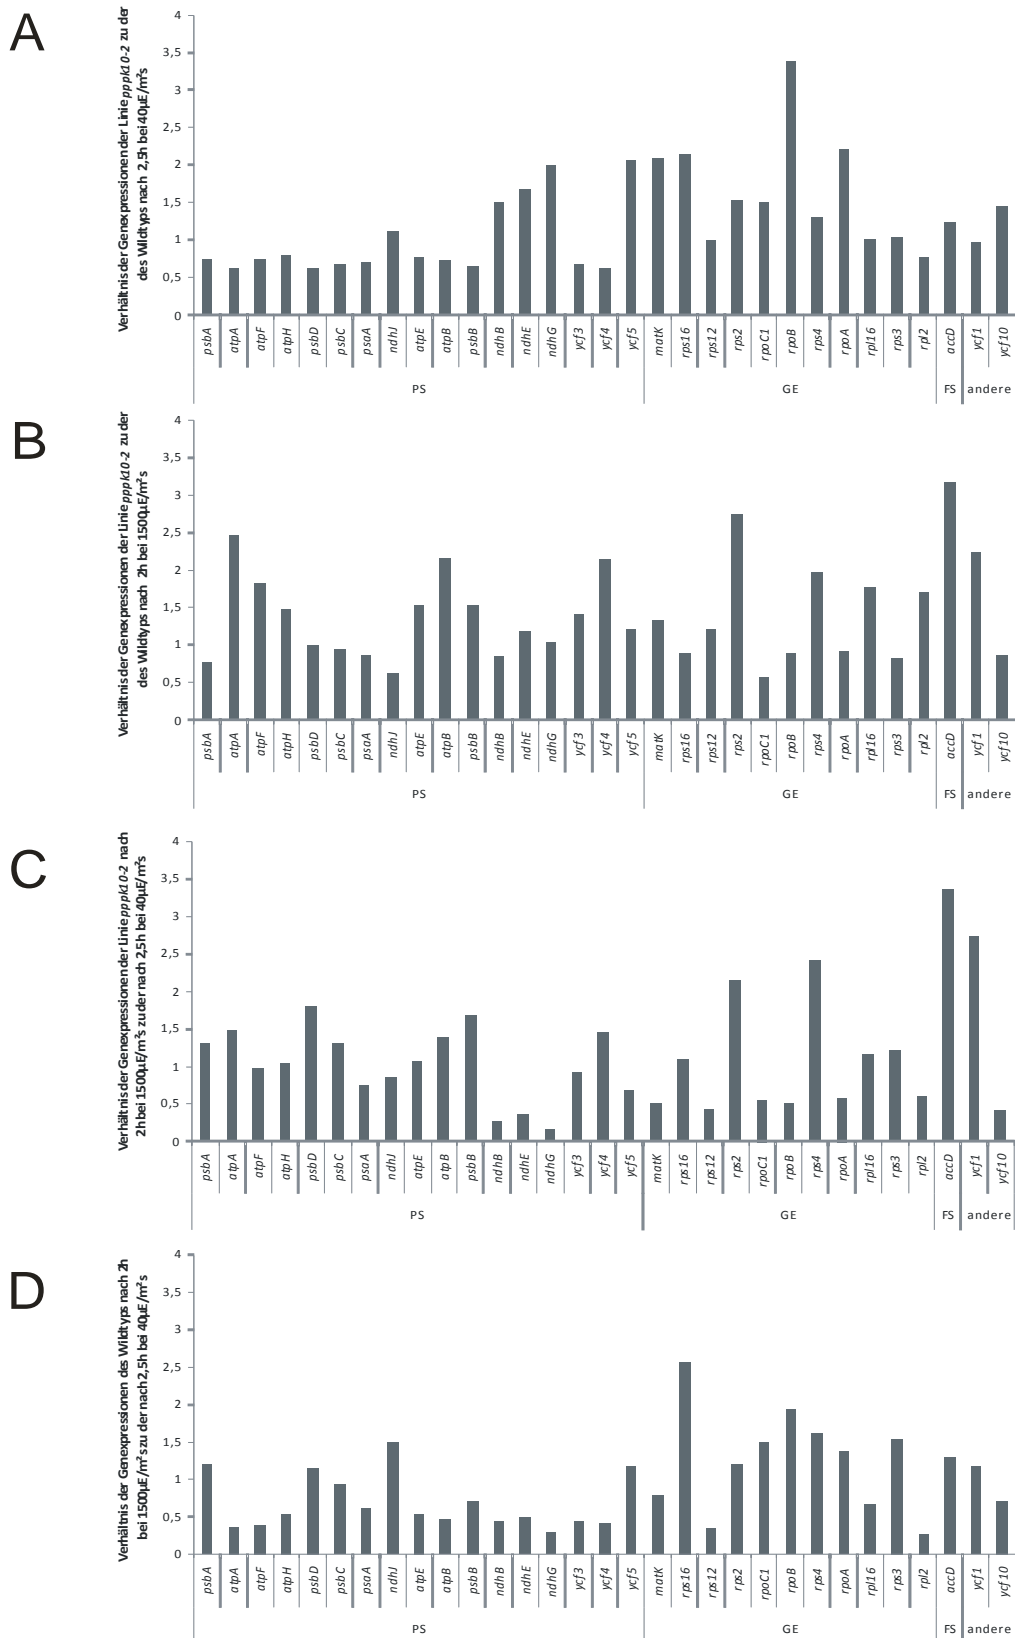 A
Verhältnis der Genexpressionen der Linie pppk10-2 zu der
des Wildtyps nach 2,5h bei 40µE/m²s
4
3,5
3
2,5
2
1,5
1
0,5
0
psbA atpA atpF atpH psbD psbC psaA ndhJ atpE atpB psbB ndhB ndhE ndhG ycf3 ycf4 ycf5 matK rps16 rps12 rps2 rpoC1 rpoB rps4 rpoA rpl16 rps3 rpl2 accD ycf1 ycf10
PS GE FS andere
B
Verhältnis der Genexpressionen der Linie pppk10-2 zu der
des Wildtyps nach 2h bei 1500µE/m²s
4
3,5
3
2,5
2
1,5
1
0,5
0
psbA atpA atpF atpH psbD psbC psaA ndhJ atpE atpB psbB ndhB ndhE ndhG ycf3 ycf4 ycf5 matK rps16 rps12 rps2 rpoC1 rpoB rps4 rpoA rpl16 rps3 rpl2 accD ycf1 ycf10
PS GE FS andere
C
Verhältnis der Genexpressionen der Linie pppk10-2 nach
2h bei 1500µE/m²s zu der nach 2,5h bei 40µE/m²s
4
3,5
3
2,5
2
1,5
1
0,5
0
psbA atpA atpF atpH psbD psbC psaA ndhJ atpE atpB psbB ndhB ndhE ndhG ycf3 ycf4 ycf5 matK rps16 rps12 rps2 rpoC1 rpoB rps4 rpoA rpl16 rps3 rpl2 accD ycf1 ycf10
PS GE FS andere
D
Verhältnis der Genexpressionen des Wildtyps nach 2h
bei 1500µE/m²s zu der nach 2,5h bei 40µE/m²s
4
3,5
3
2,5
2
1,5
1
0,5
0
psbA atpA atpF atpH psbD psbC psaA ndhJ atpE atpB psbB ndhB ndhE ndhG ycf3 ycf4 ycf5 matK rps16 rps12 rps2 rpoC1 rpoB rps4 rpoA rpl16 rps3 rpl2 accD ycf1 ycf10
PS GE FS andere